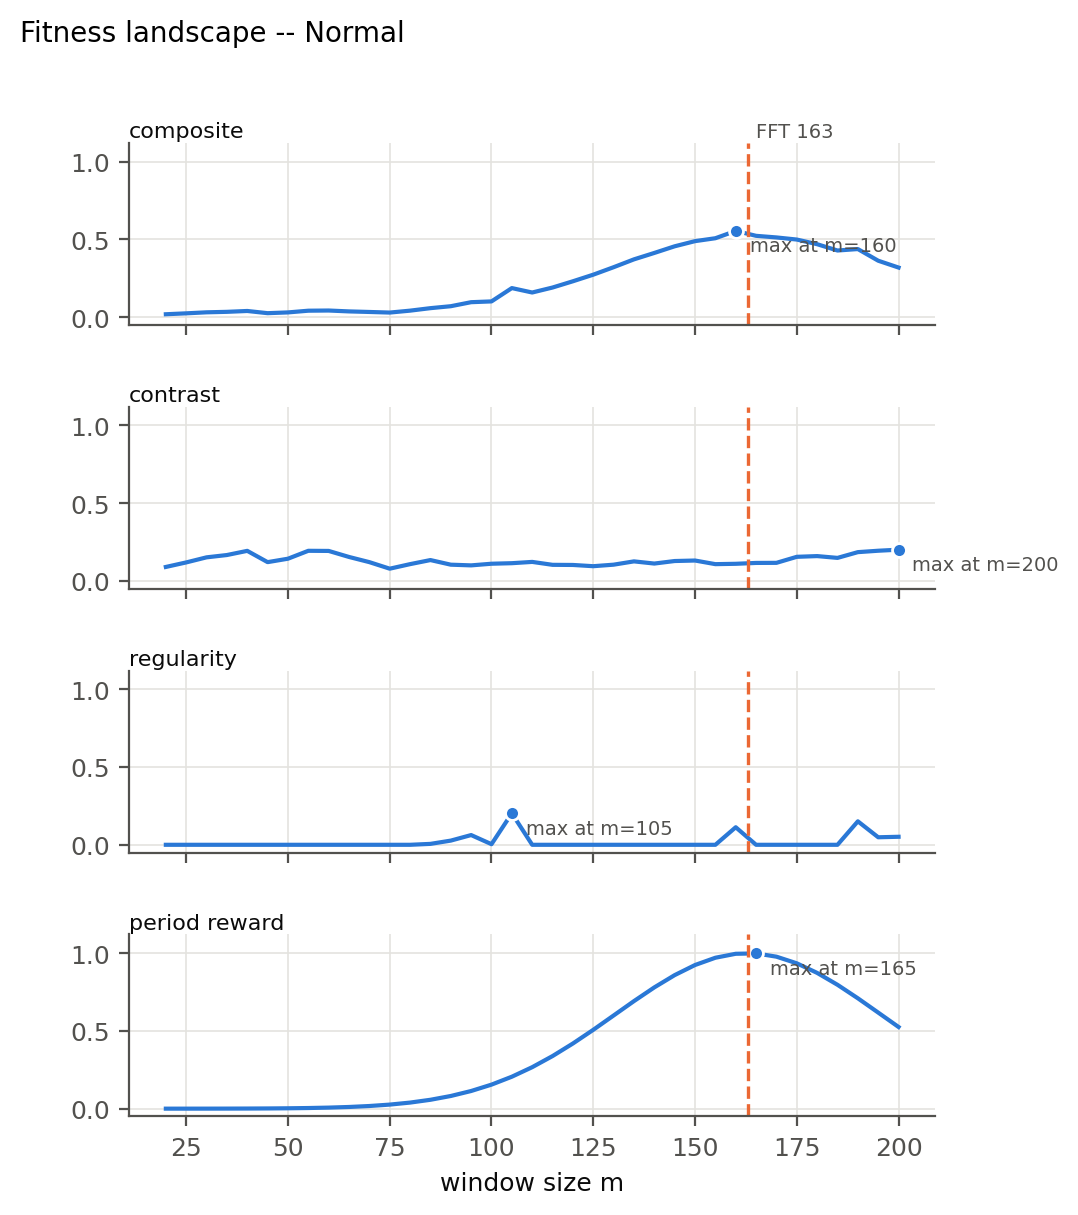 Fitness landscape -- Normal
composite
FFT 163
1.0
0.5
0.0
max at m=160
contrast
1.0
0.5
0.0
max at m=200
regularity
1.0
0.5
0.0
max at m=105
period reward
1.0
0.5
0.0
max at m=165
25 50 75 100 125 150 175 200
window size m